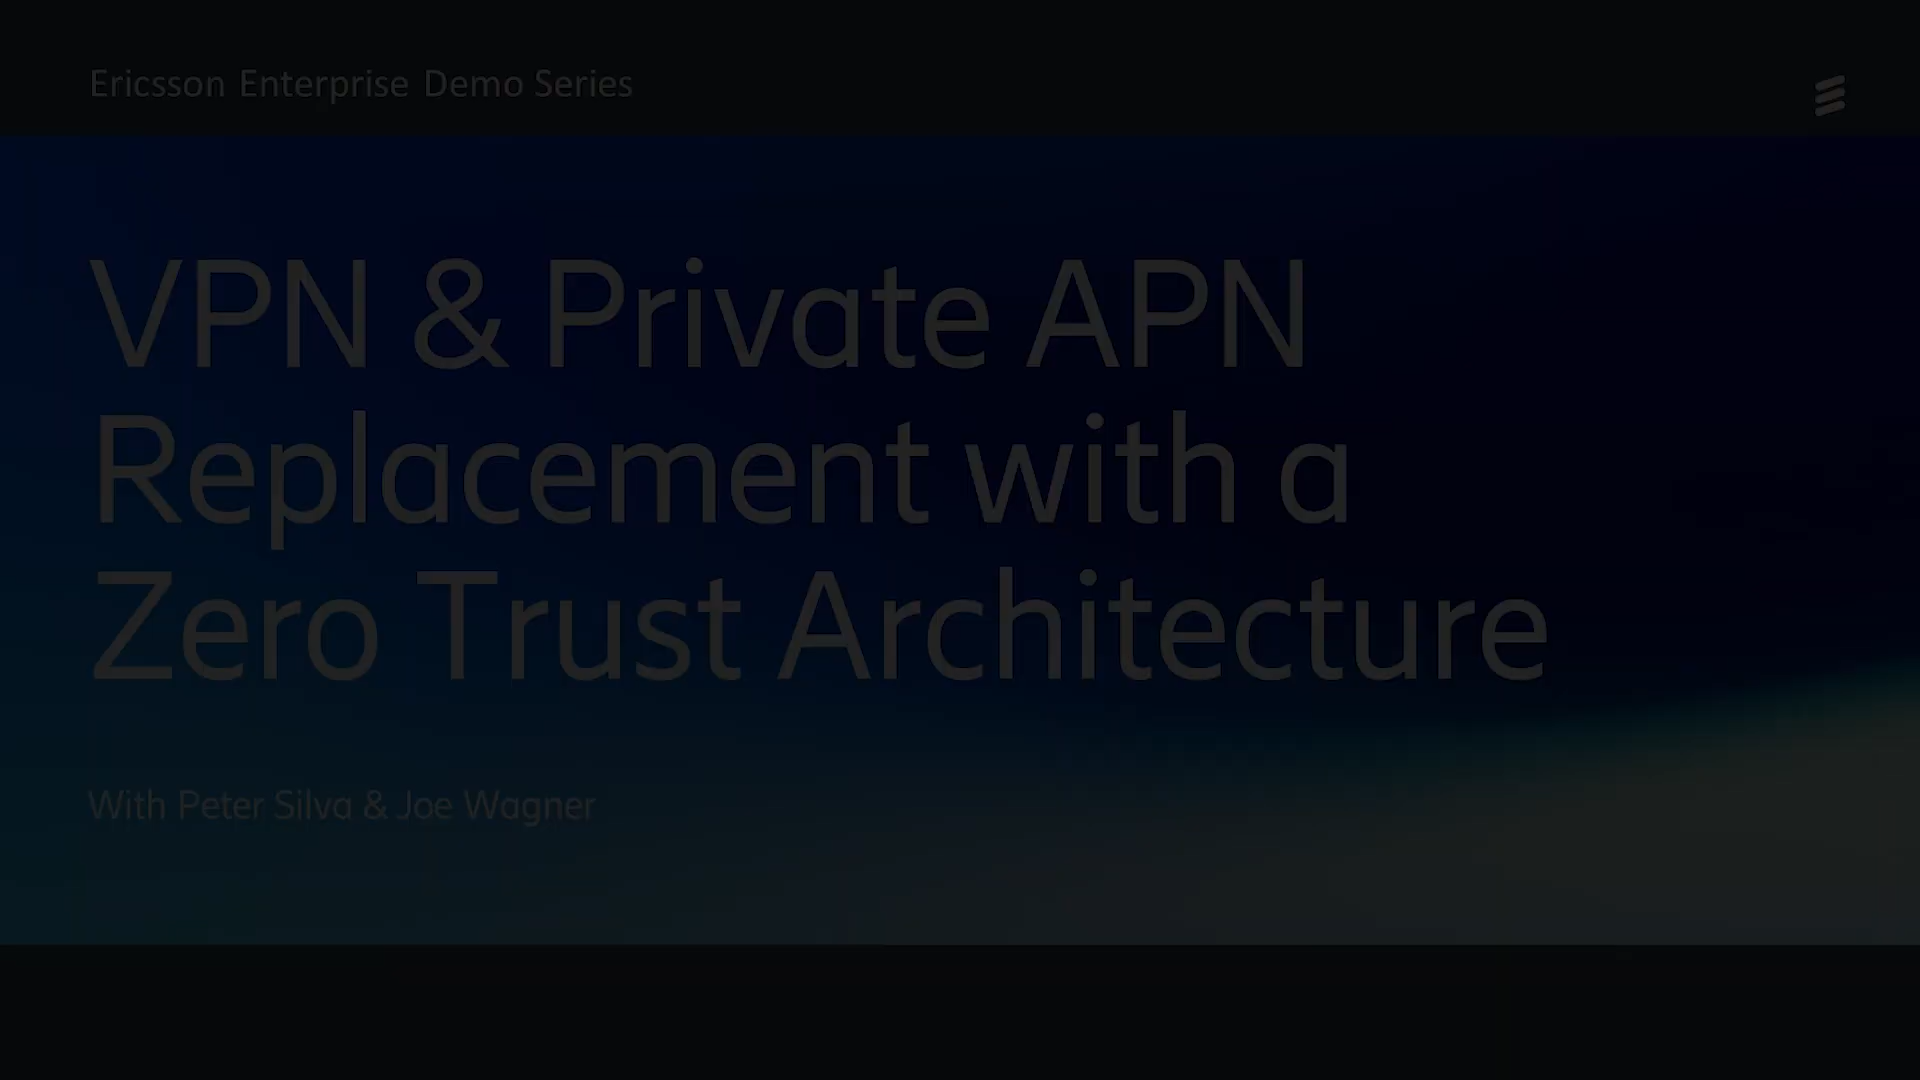 Ericsson Enterprise Demo Series
VPN & Private APN
Replacement with a
Zero Trust Architecture
With Peter Silva & Joe Wagner